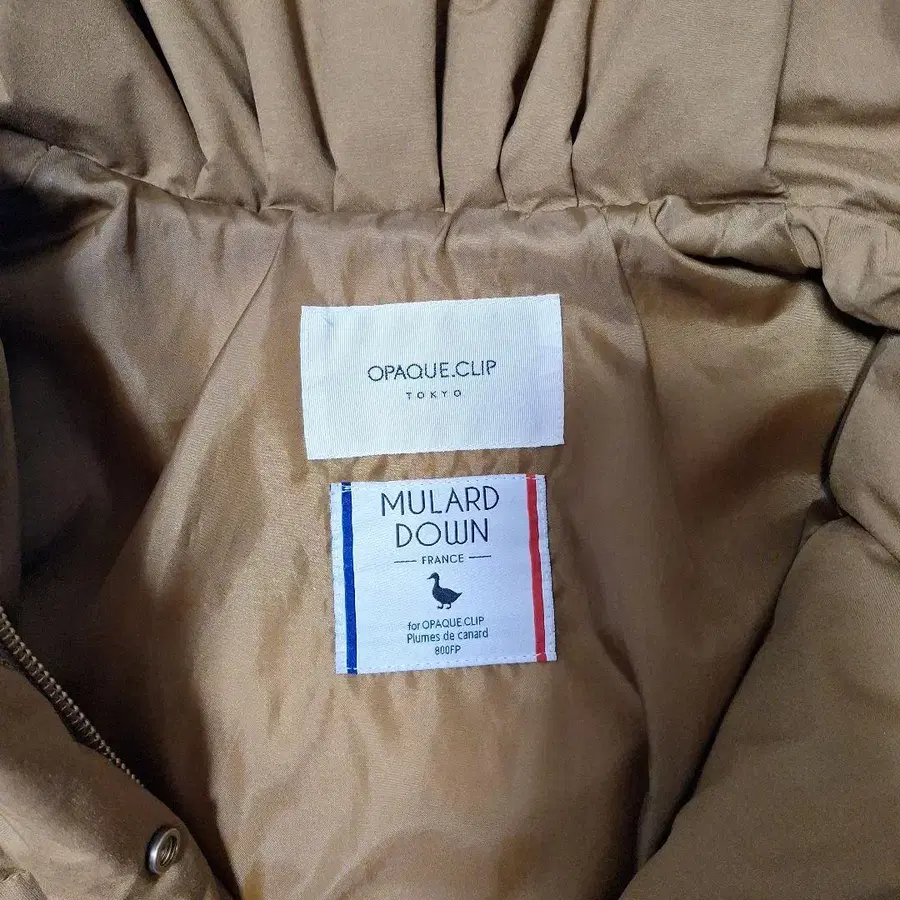 OPAQUE.CLIP
TOKYO
MULARD
DOWN
FRANCE
for OPAQUE.CLIP
Plumes de canard
800FP